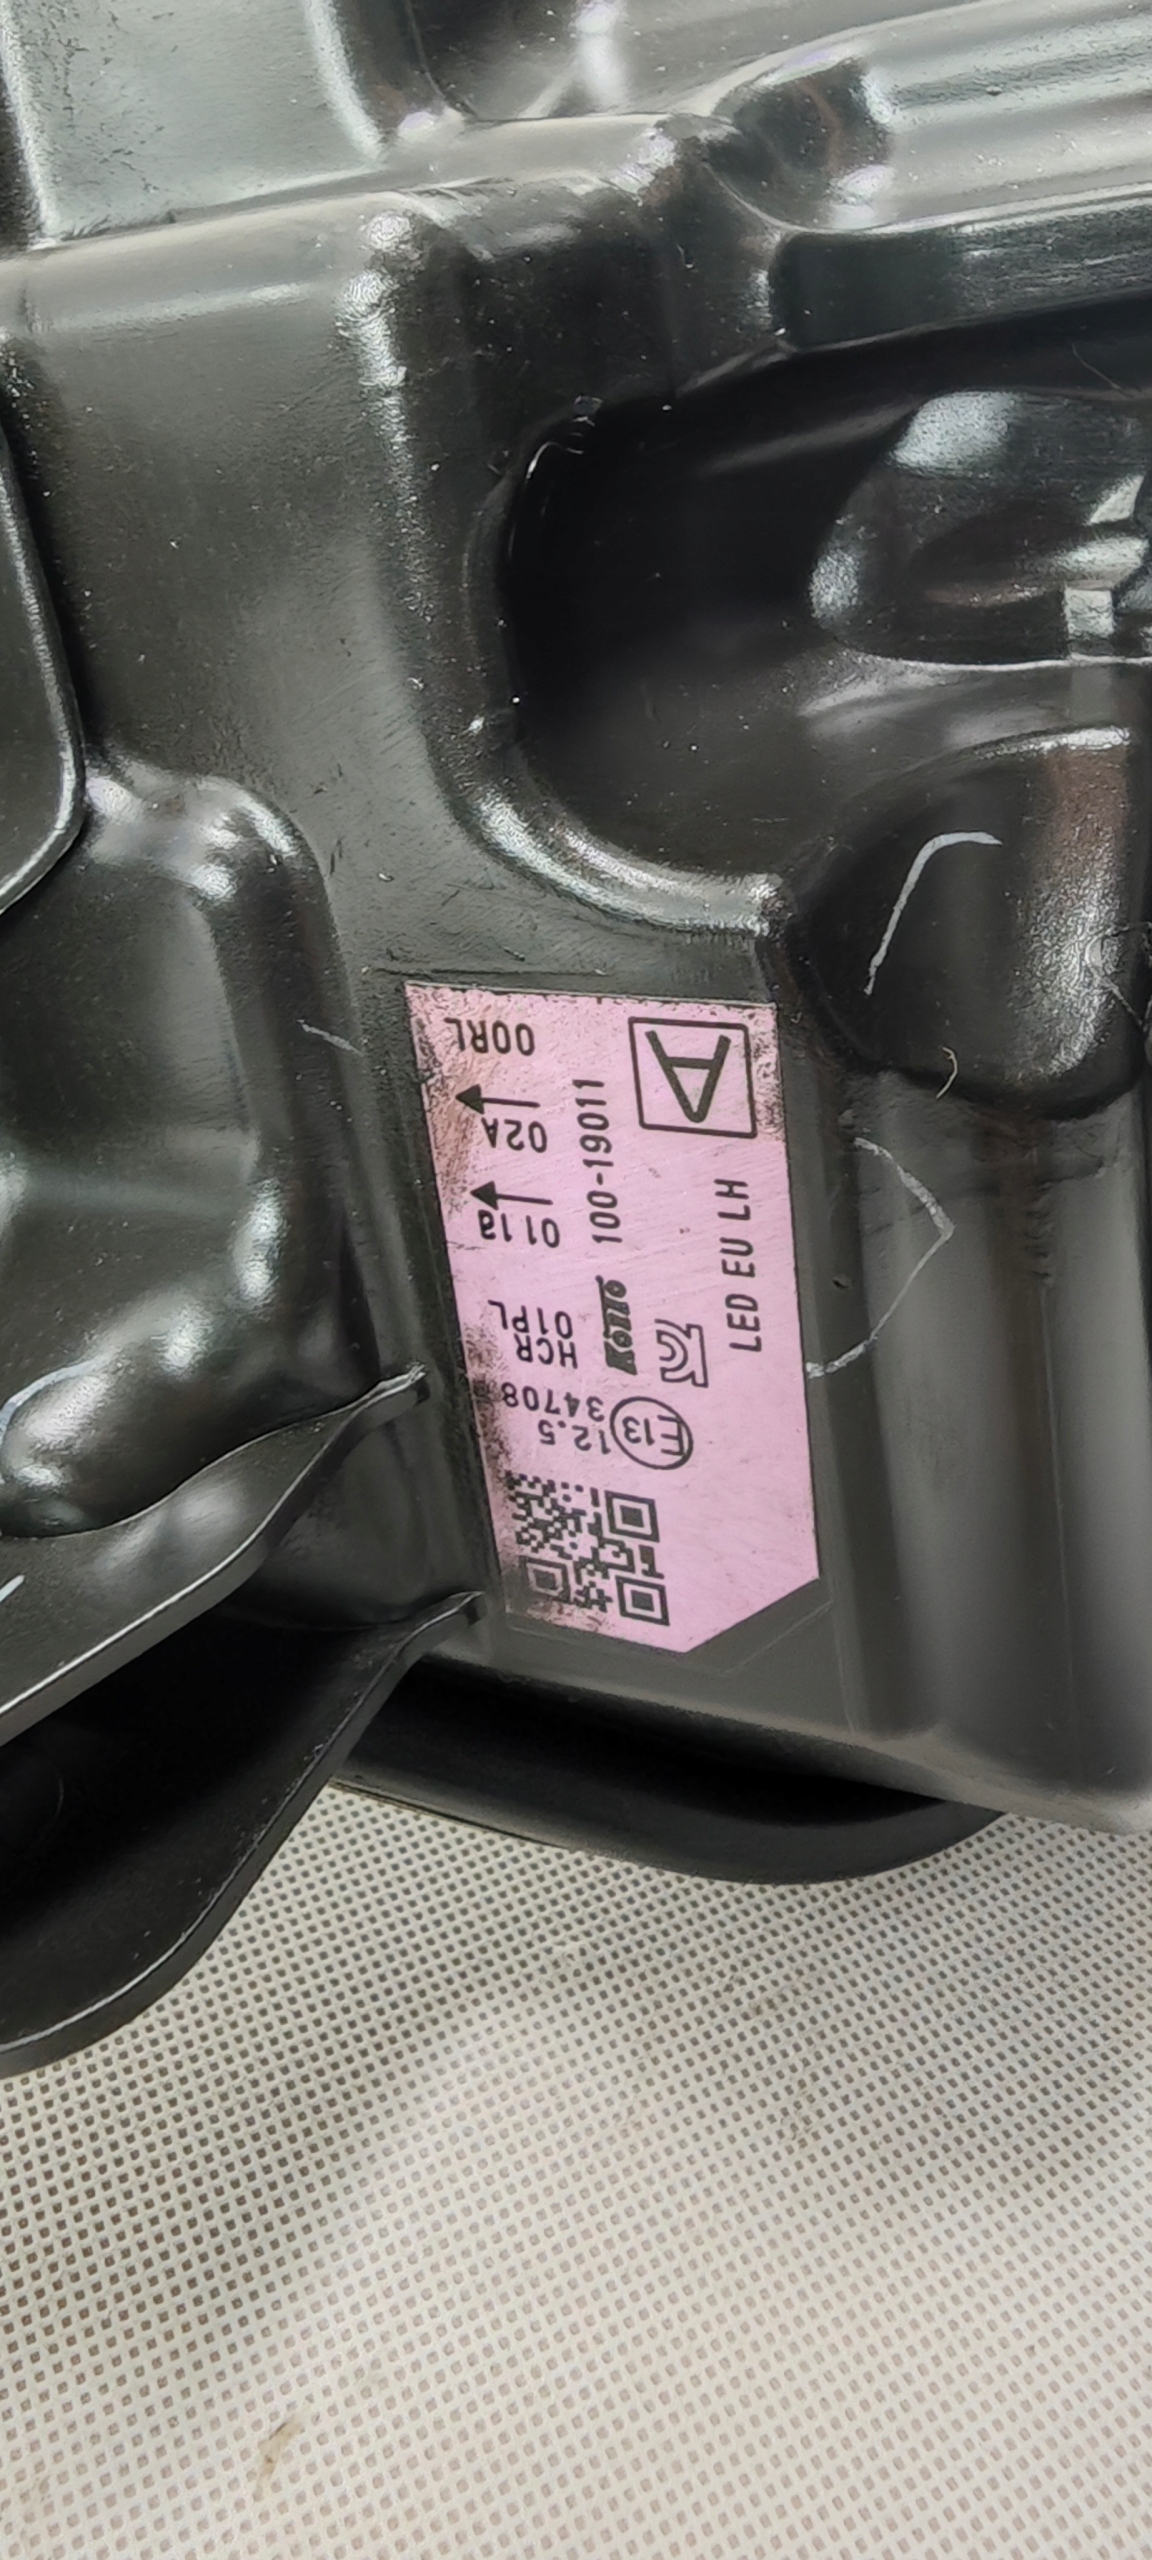 A
LED EU LH
100-19011
Koito
E13
12.5
34708
HCR
01PL
011a
02A
00RL